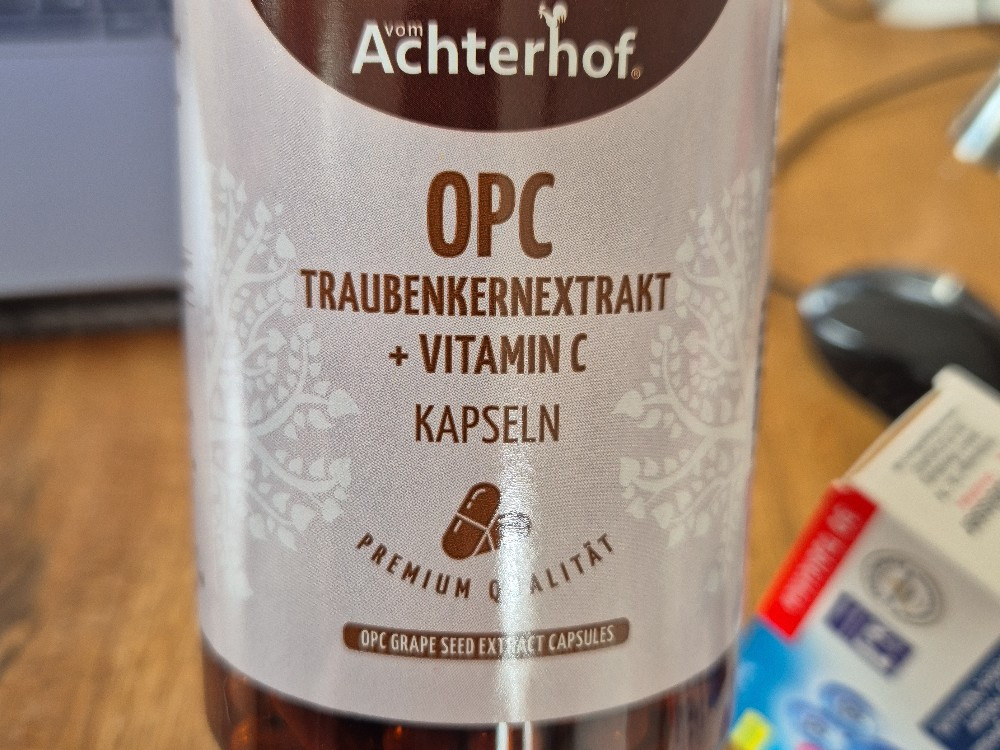 vom
Achterhof®
OPC
TRAUBENKERNEXTRAKT
+ VITAMIN C
KAPSELN
PREMIUM QUALITÄT
OPC GRAPE SEED EXTRACT CAPSULES